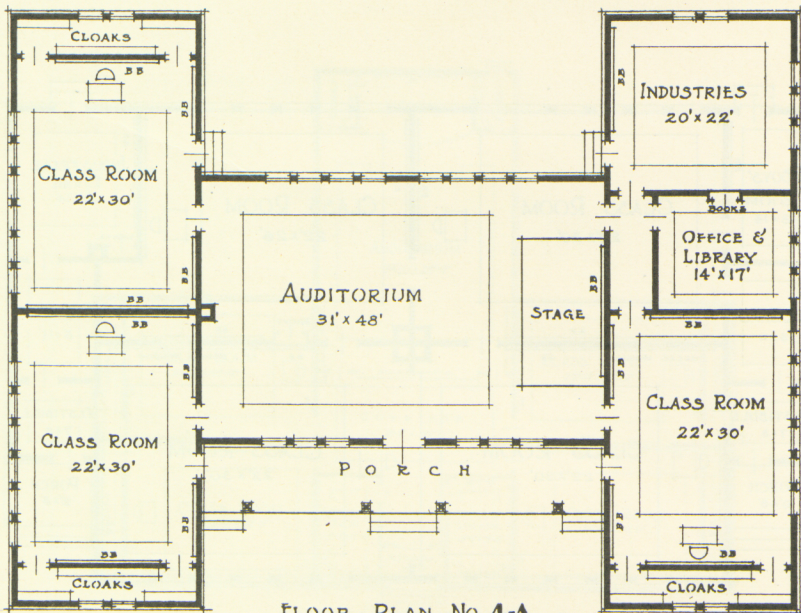 CLOAKS
BB
BB
CLASS ROOM
22'x30'
BB
BB
BB
BB
CLASS ROOM
22'x30'
BB
BB
CLOAKS
AUDITORIUM
31'x48'
STAGE
BB
PORCH
BB
INDUSTRIES
20'x22'
BOOKS
OFFICE &
LIBRARY
14'x17'
BB
BB
CLASS ROOM
22'x30'
BB
BB
CLOAKS
FLOOR PLAN No. 4-A